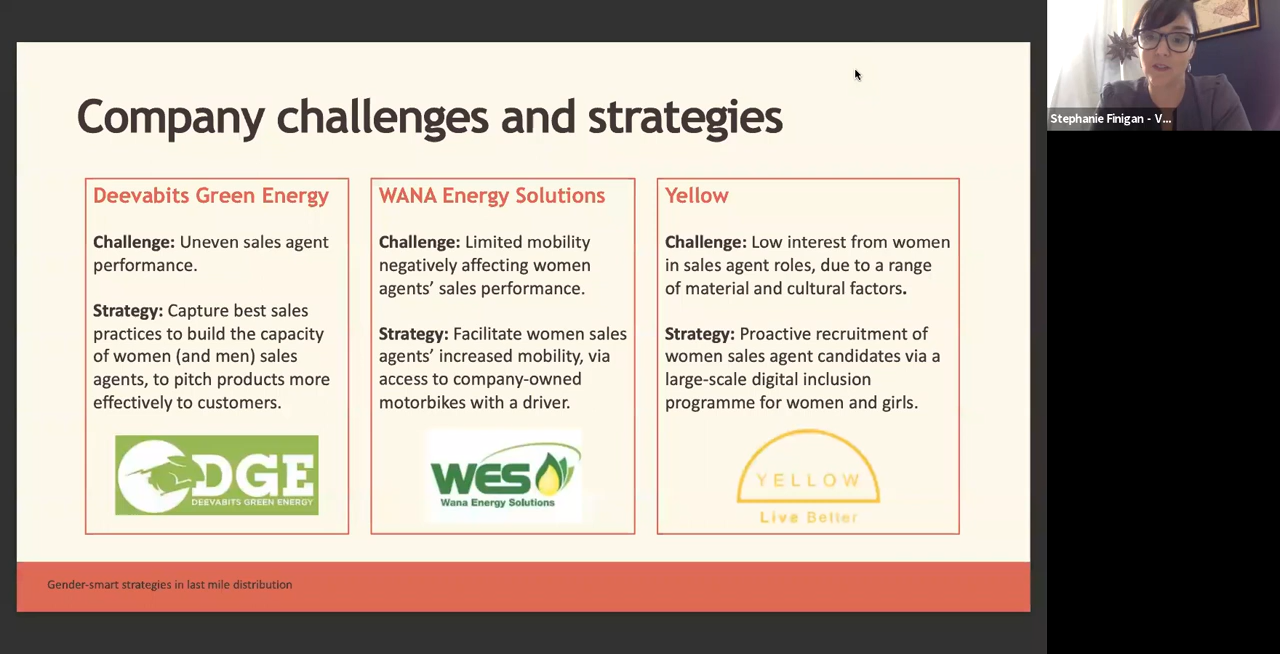 Company challenges and strategies
Deevabits Green Energy
Challenge: Uneven sales agent
performance.
Strategy: Capture best sales
practices to build the capacity
of women (and men) sales
agents, to pitch products more
effectively to customers.
DGE
DEEVABITS GREEN ENERGY
WANA Energy Solutions
Challenge: Limited mobility
negatively affecting women
agents’ sales performance.
Strategy: Facilitate women sales
agents’ increased mobility, via
access to company-owned
motorbikes with a driver.
WES
Wana Energy Solutions
Yellow
Challenge: Low interest from women
in sales agent roles, due to a range
of material and cultural factors.
Strategy: Proactive recruitment of
women sales agent candidates via a
large-scale digital inclusion
programme for women and girls.
YELLOW
Live Better
Gender-smart strategies in last mile distribution
Stephanie Finigan - V...